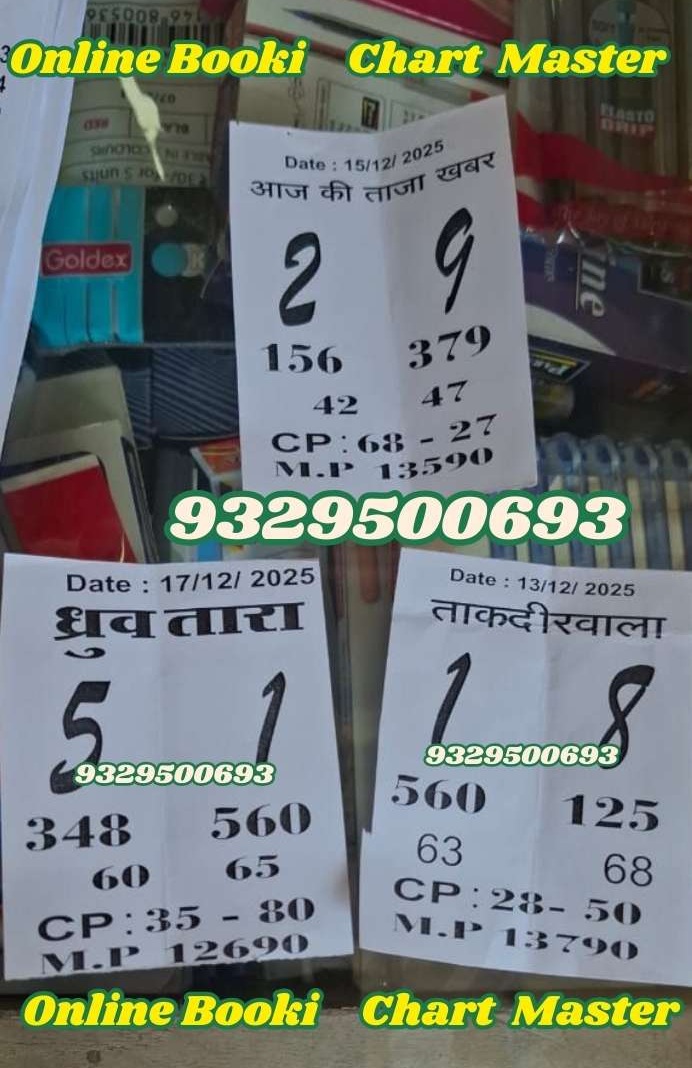 Online Booki Chart Master
Date : 15/12/ 2025
आज की ताजा खबर
2 9
156 379
42 47
CP : 68 - 27
M.P 13590
Goldex
ELASTO
GRIP
9329500693
Date : 17/12/ 2025
ध्रुव तारा
5 1
9329500693
348 560
60 65
CP : 35 - 80
M.P 12690
Date : 13/12/ 2025
ताकदीरवाला
1 8
9329500693
560 125
63 68
CP : 28- 50
M.P 13790
Online Booki Chart Master